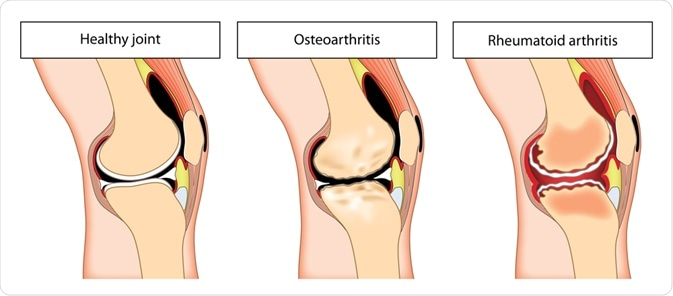 Healthy joint
Osteoarthritis
Rheumatoid arthritis